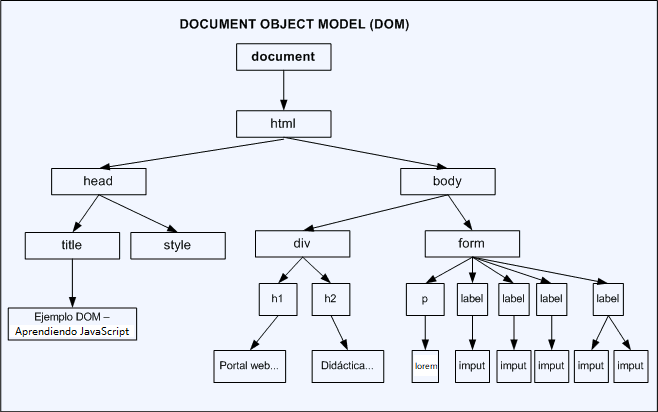 DOCUMENT OBJECT MODEL (DOM)
document
html
head
body
title
style
div
form
h1
h2
p
label
label
label
label
Ejemplo DOM –
Aprendiendo JavaScript
Portal web...
Didáctica...
lorem
imput
imput
imput
imput
imput